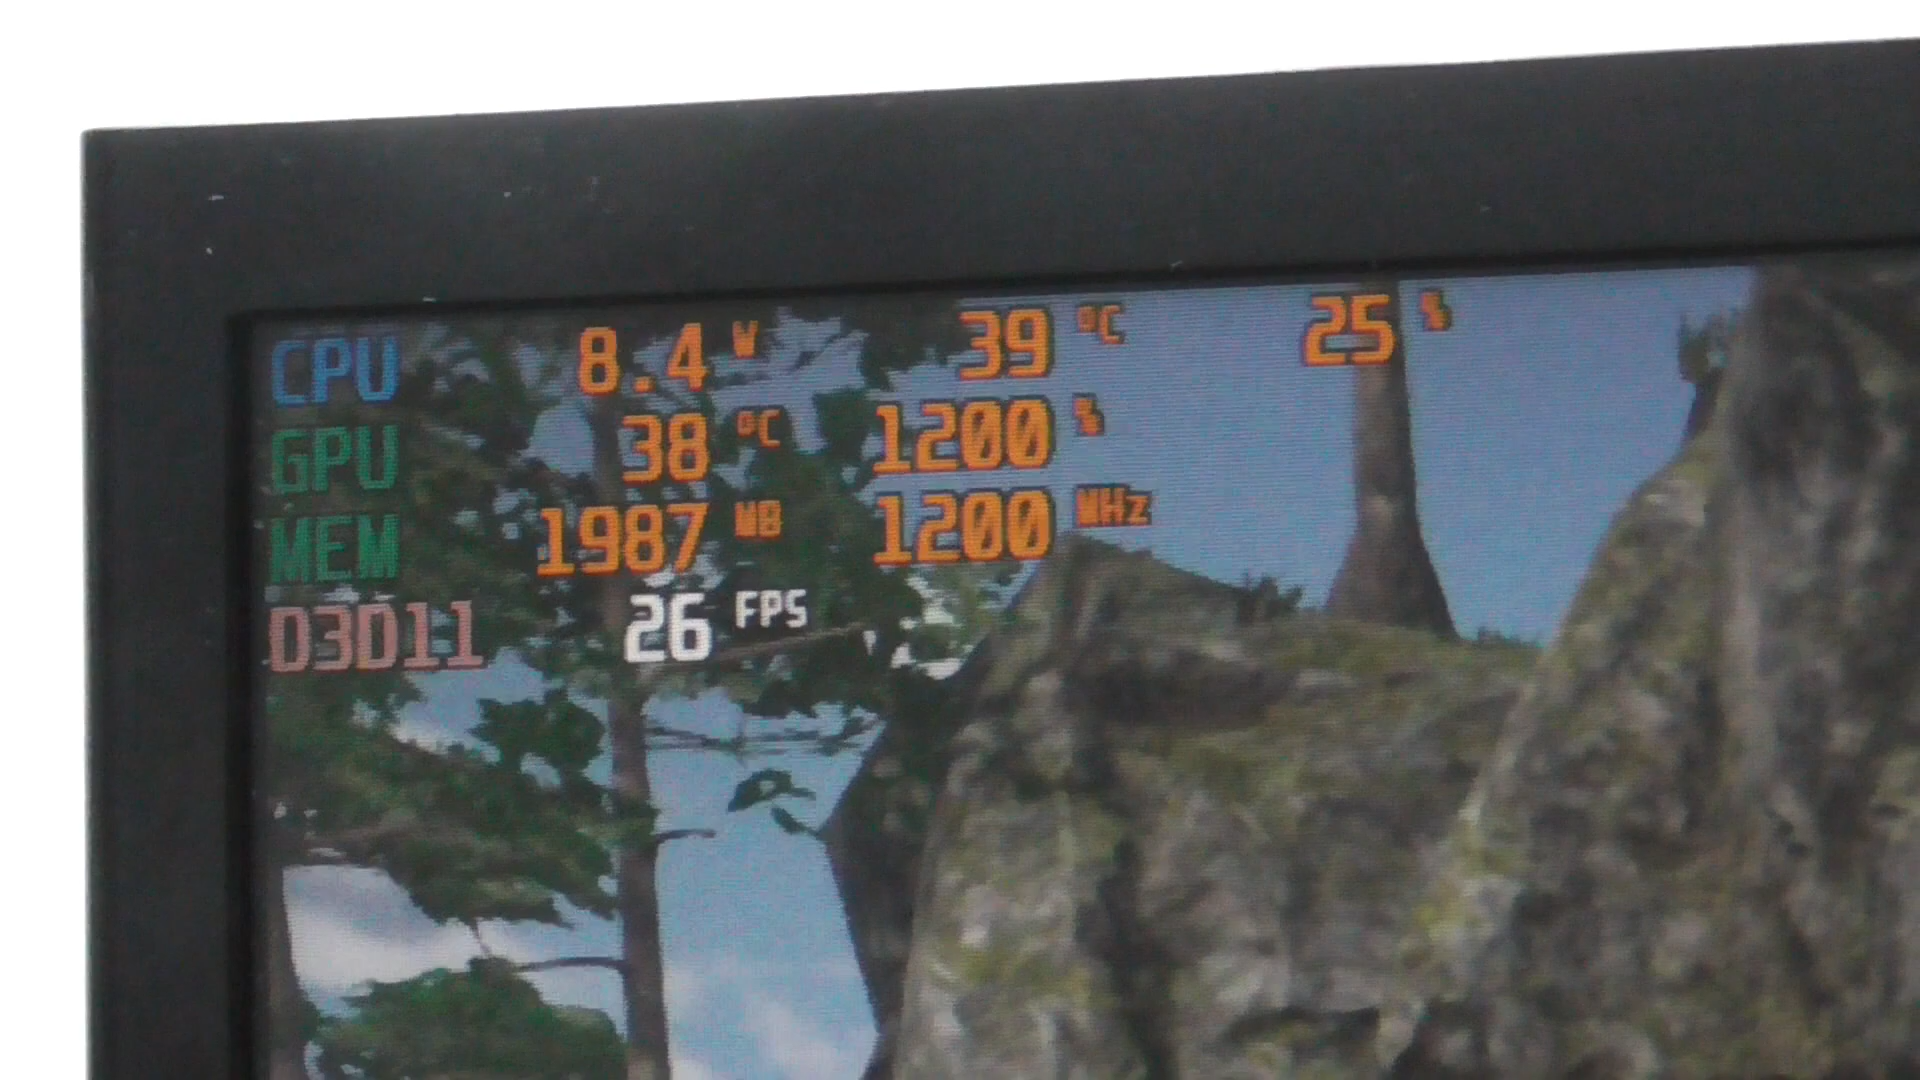 CPU 8.4 W 39 °C 25 %
GPU 38 °C 1200 %
MEM 1987 MB 1200 MHz
D3D11 26 FPS